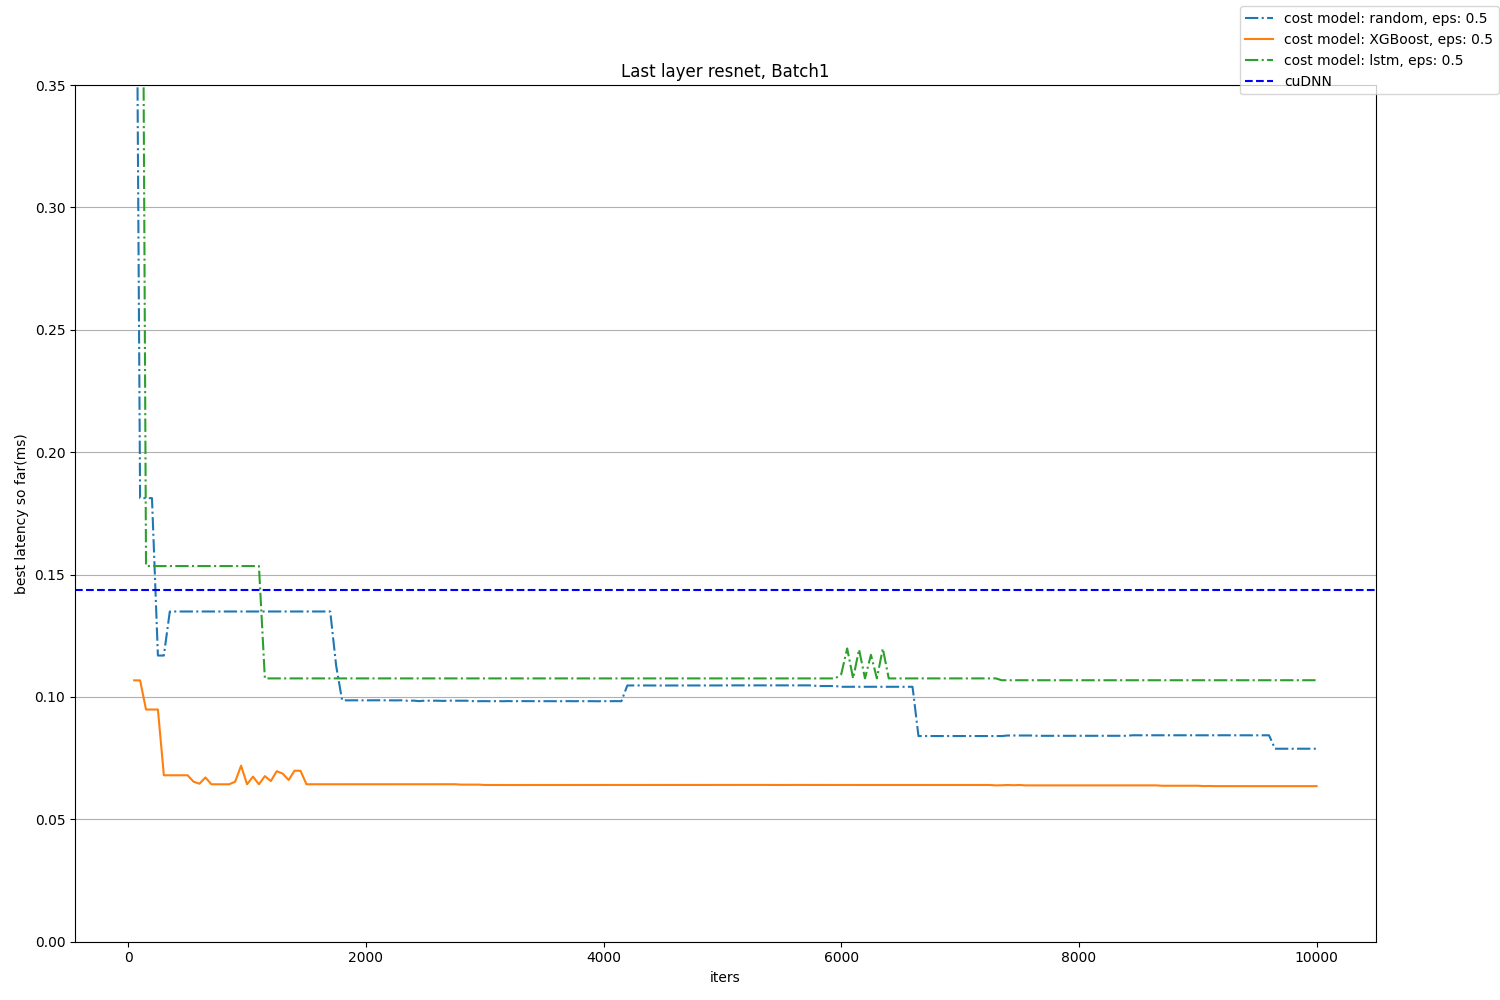 cost model: random, eps: 0.5
cost model: XGBoost, eps: 0.5
cost model: lstm, eps: 0.5
cuDNN
Last layer resnet, Batch1
0.35
0.30
0.25
0.20
0.15
0.10
0.05
0.00
best latency so far(ms)
0 2000 4000 6000 8000 10000
iters